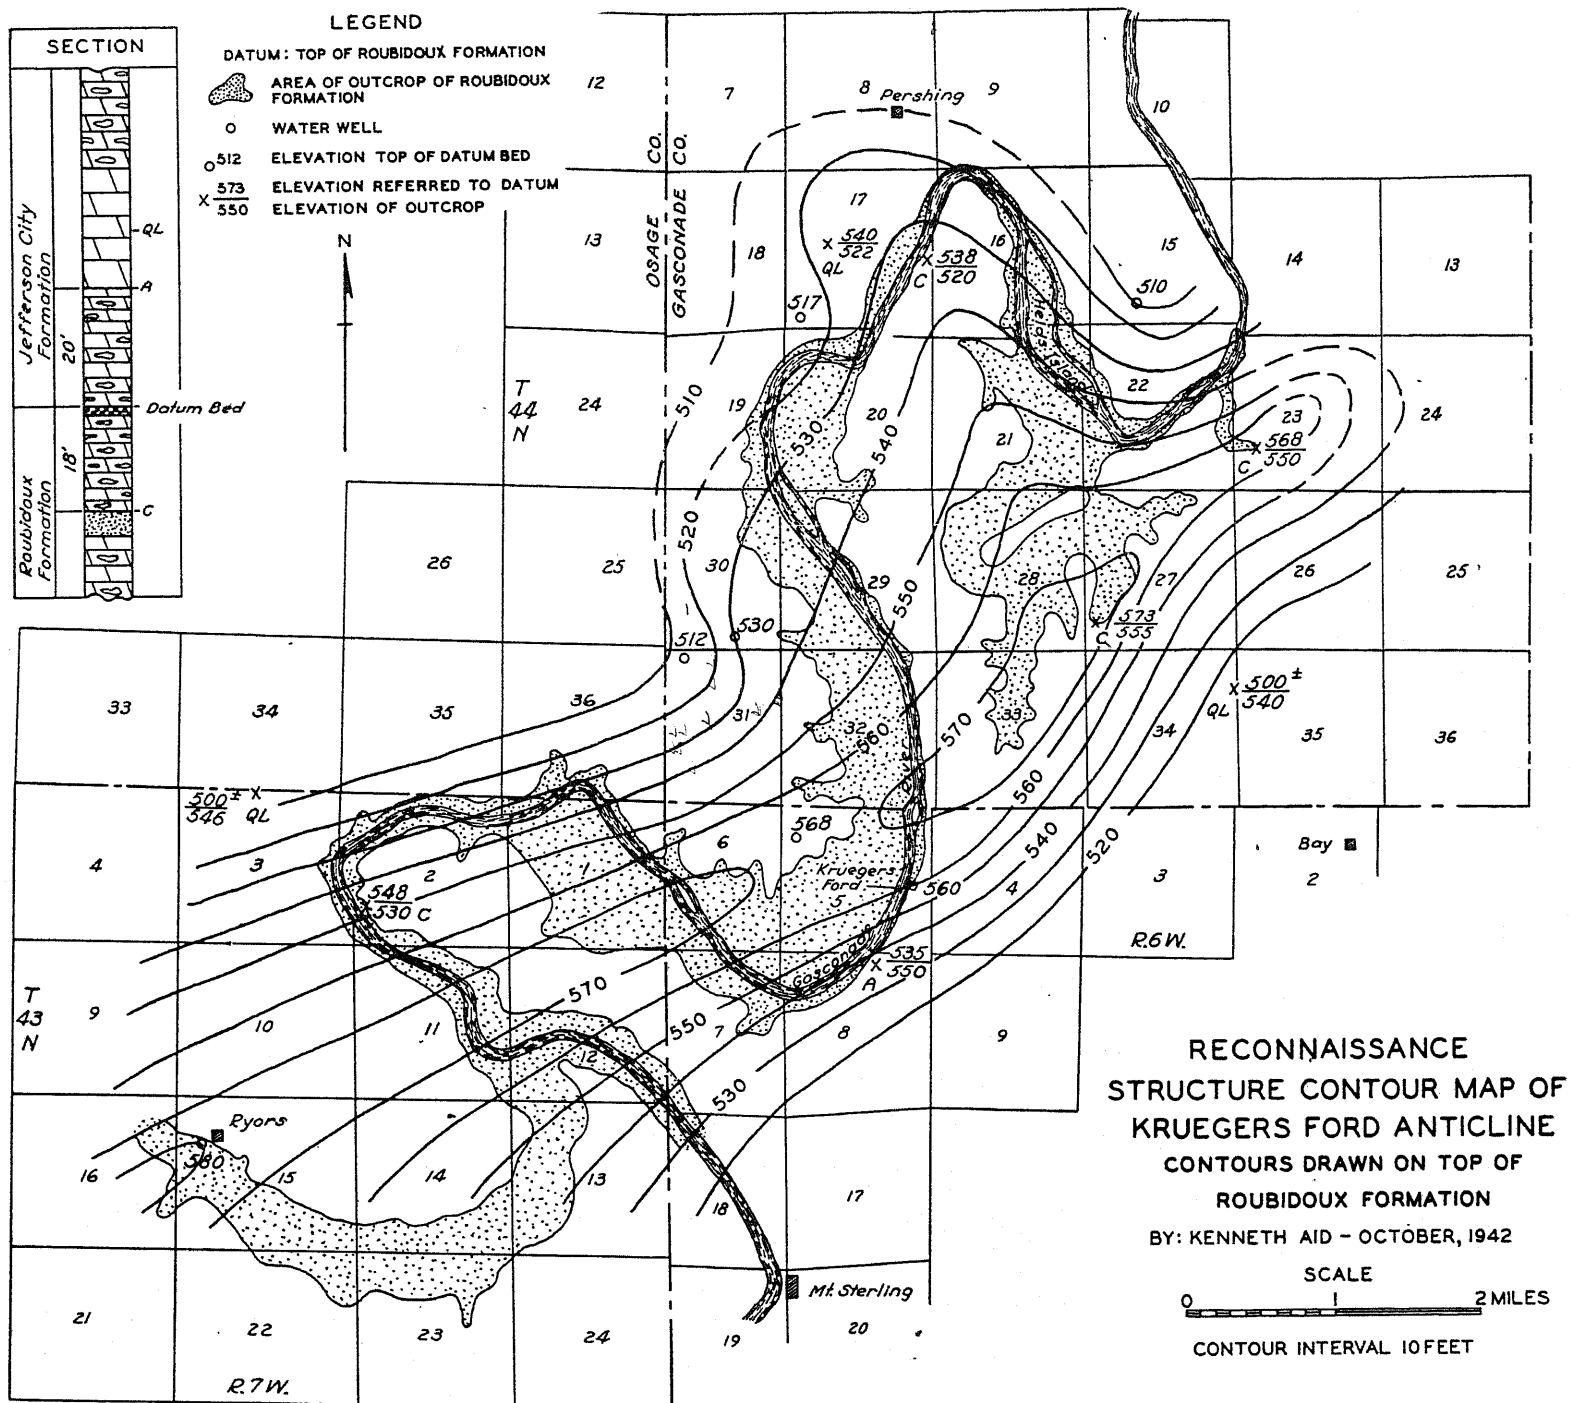 SECTION
Jefferson City
Formation
20'
Roubidoux
Formation
18'
QL
A
Datum Bed
C
LEGEND
DATUM: TOP OF ROUBIDOUX FORMATION
AREA OF OUTCROP OF ROUBIDOUX
FORMATION
WATER WELL
512 ELEVATION TOP OF DATUM BED
X 573 ELEVATION REFERRED TO DATUM
550 ELEVATION OF OUTCROP
N
OSAGE CO.
GASCONADE CO.
12 7 8 Pershing 9 10
13 18 17 16 15 14 13
X 540
522
QL
X 538
520
C
517
510
T
44
N
24 19 20 21 22 23 24
510
530
540
Helds Island
X 568
550
C
26 25 30 29 28 27 26 25
520
550
512
530
X 573
555
C
33 34 35 36 31 32 33 34 35 36
560
570
X 500±
540
QL
500± X
546 QL
568
560
540
520
4 3 2 1 6 5 4 3 2
Kruegers
Ford
560
Bay
548
530 C
R.6W.
Gasconade
X 535
550
A
T
43
N
9 10 11 12 7 8 9
570
550
530
Ryors
580
16 15 14 13 18 17
Mt. Sterling
21 22 23 24 19 20
R.7W.
RECONNAISSANCE
STRUCTURE CONTOUR MAP OF
KRUEGERS FORD ANTICLINE
CONTOURS DRAWN ON TOP OF
ROUBIDOUX FORMATION
BY: KENNETH AID - OCTOBER, 1942
SCALE
0 1 2 MILES
CONTOUR INTERVAL 10 FEET